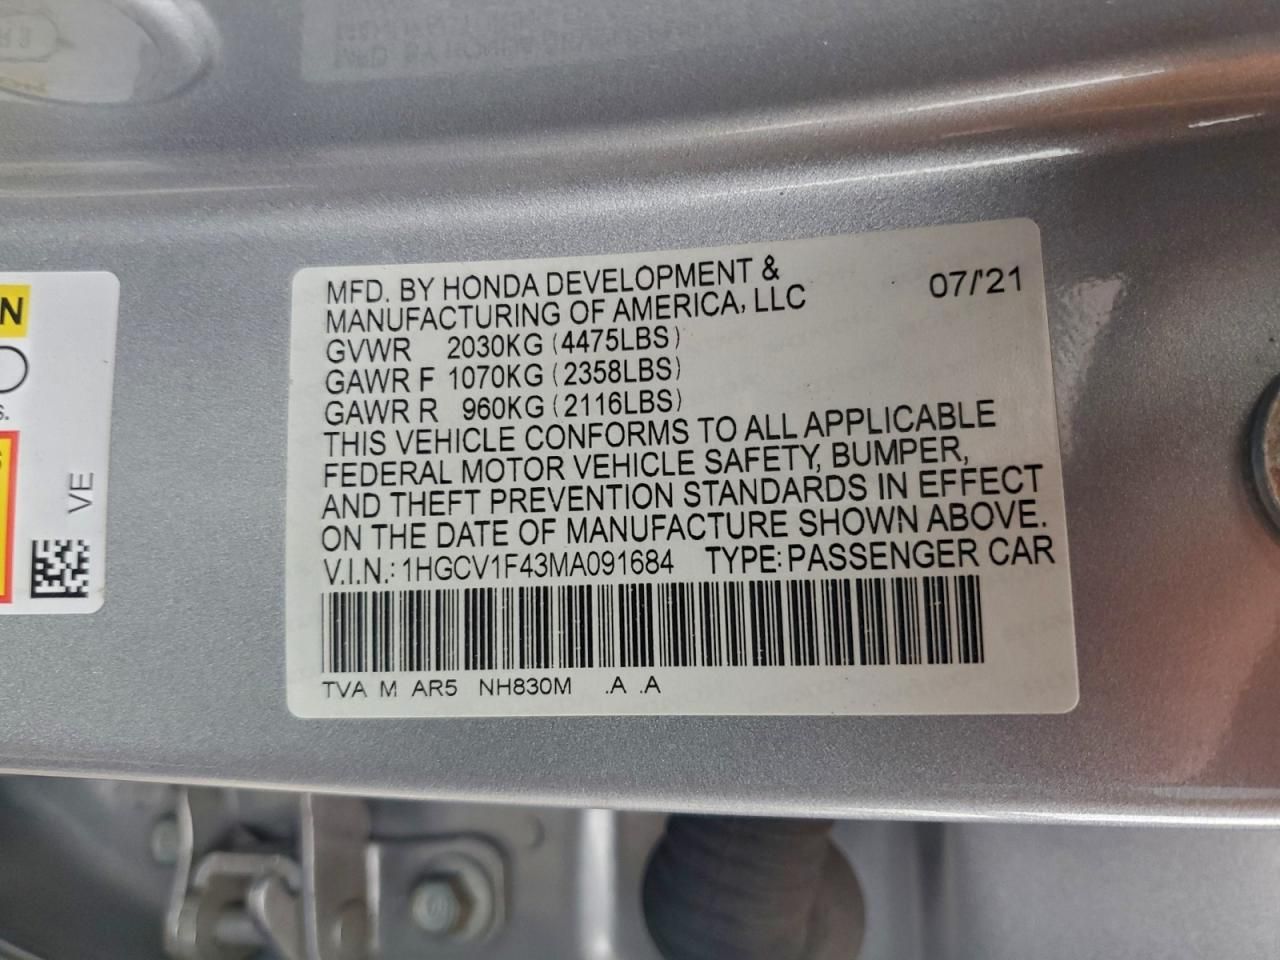 MFD. BY HONDA DEVELOPMENT &
MANUFACTURING OF AMERICA, LLC
07/'21
GVWR 2030KG (4475LBS)
GAWR F 1070KG (2358LBS)
GAWR R 960KG (2116LBS)
THIS VEHICLE CONFORMS TO ALL APPLICABLE
FEDERAL MOTOR VEHICLE SAFETY, BUMPER,
AND THEFT PREVENTION STANDARDS IN EFFECT
ON THE DATE OF MANUFACTURE SHOWN ABOVE.
V.I.N.: 1HGCV1F43MA091684 TYPE: PASSENGER CAR
TVA M AR5 NH830M .A .A
VE